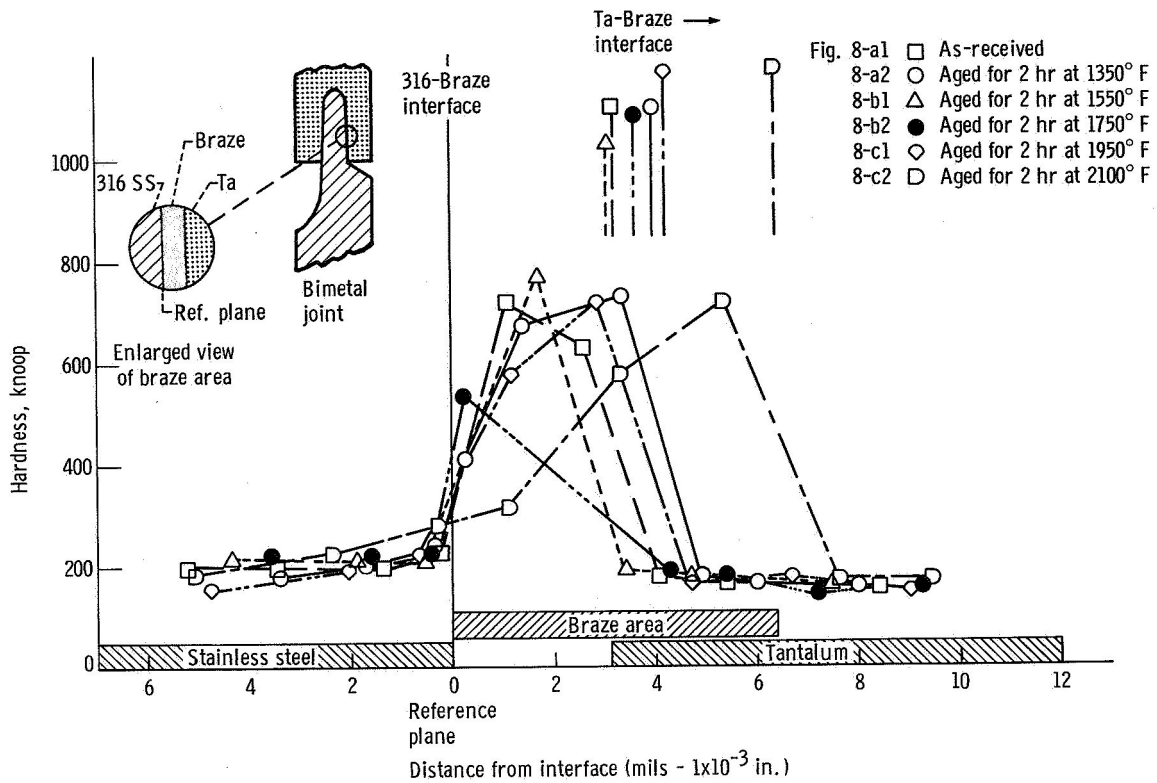 Ta-Braze
interface
316-Braze
interface
Fig. 8-a1 As-received
8-a2 Aged for 2 hr at 1350° F
8-b1 Aged for 2 hr at 1550° F
8-b2 Aged for 2 hr at 1750° F
8-c1 Aged for 2 hr at 1950° F
8-c2 Aged for 2 hr at 2100° F
Braze
316 SS
Ta
Ref. plane
Enlarged view
of braze area
Bimetal
joint
Hardness, knoop
1000
800
600
400
200
0
Braze area
Stainless steel
Tantalum
6 4 2 0 2 4 6 8 10 12
Reference
plane
Distance from interface (mils - 1x10⁻³ in.)